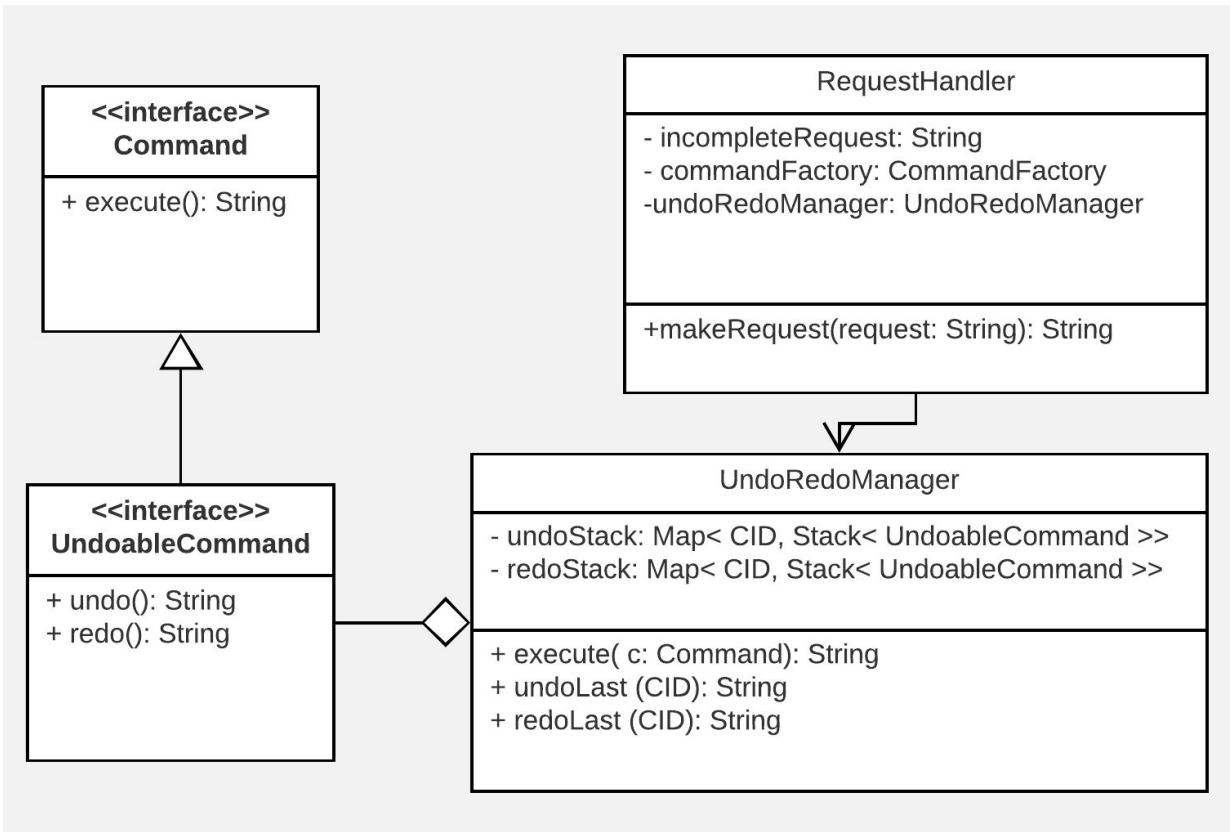 <<interface>>
Command
+ execute(): String
RequestHandler
- incompleteRequest: String
- commandFactory: CommandFactory
-undoRedoManager: UndoRedoManager
+makeRequest(request: String): String
<<interface>>
UndoableCommand
+ undo(): String
+ redo(): String
UndoRedoManager
- undoStack: Map< CID, Stack< UndoableCommand >>
- redoStack: Map< CID, Stack< UndoableCommand >>
+ execute( c: Command): String
+ undoLast (CID): String
+ redoLast (CID): String